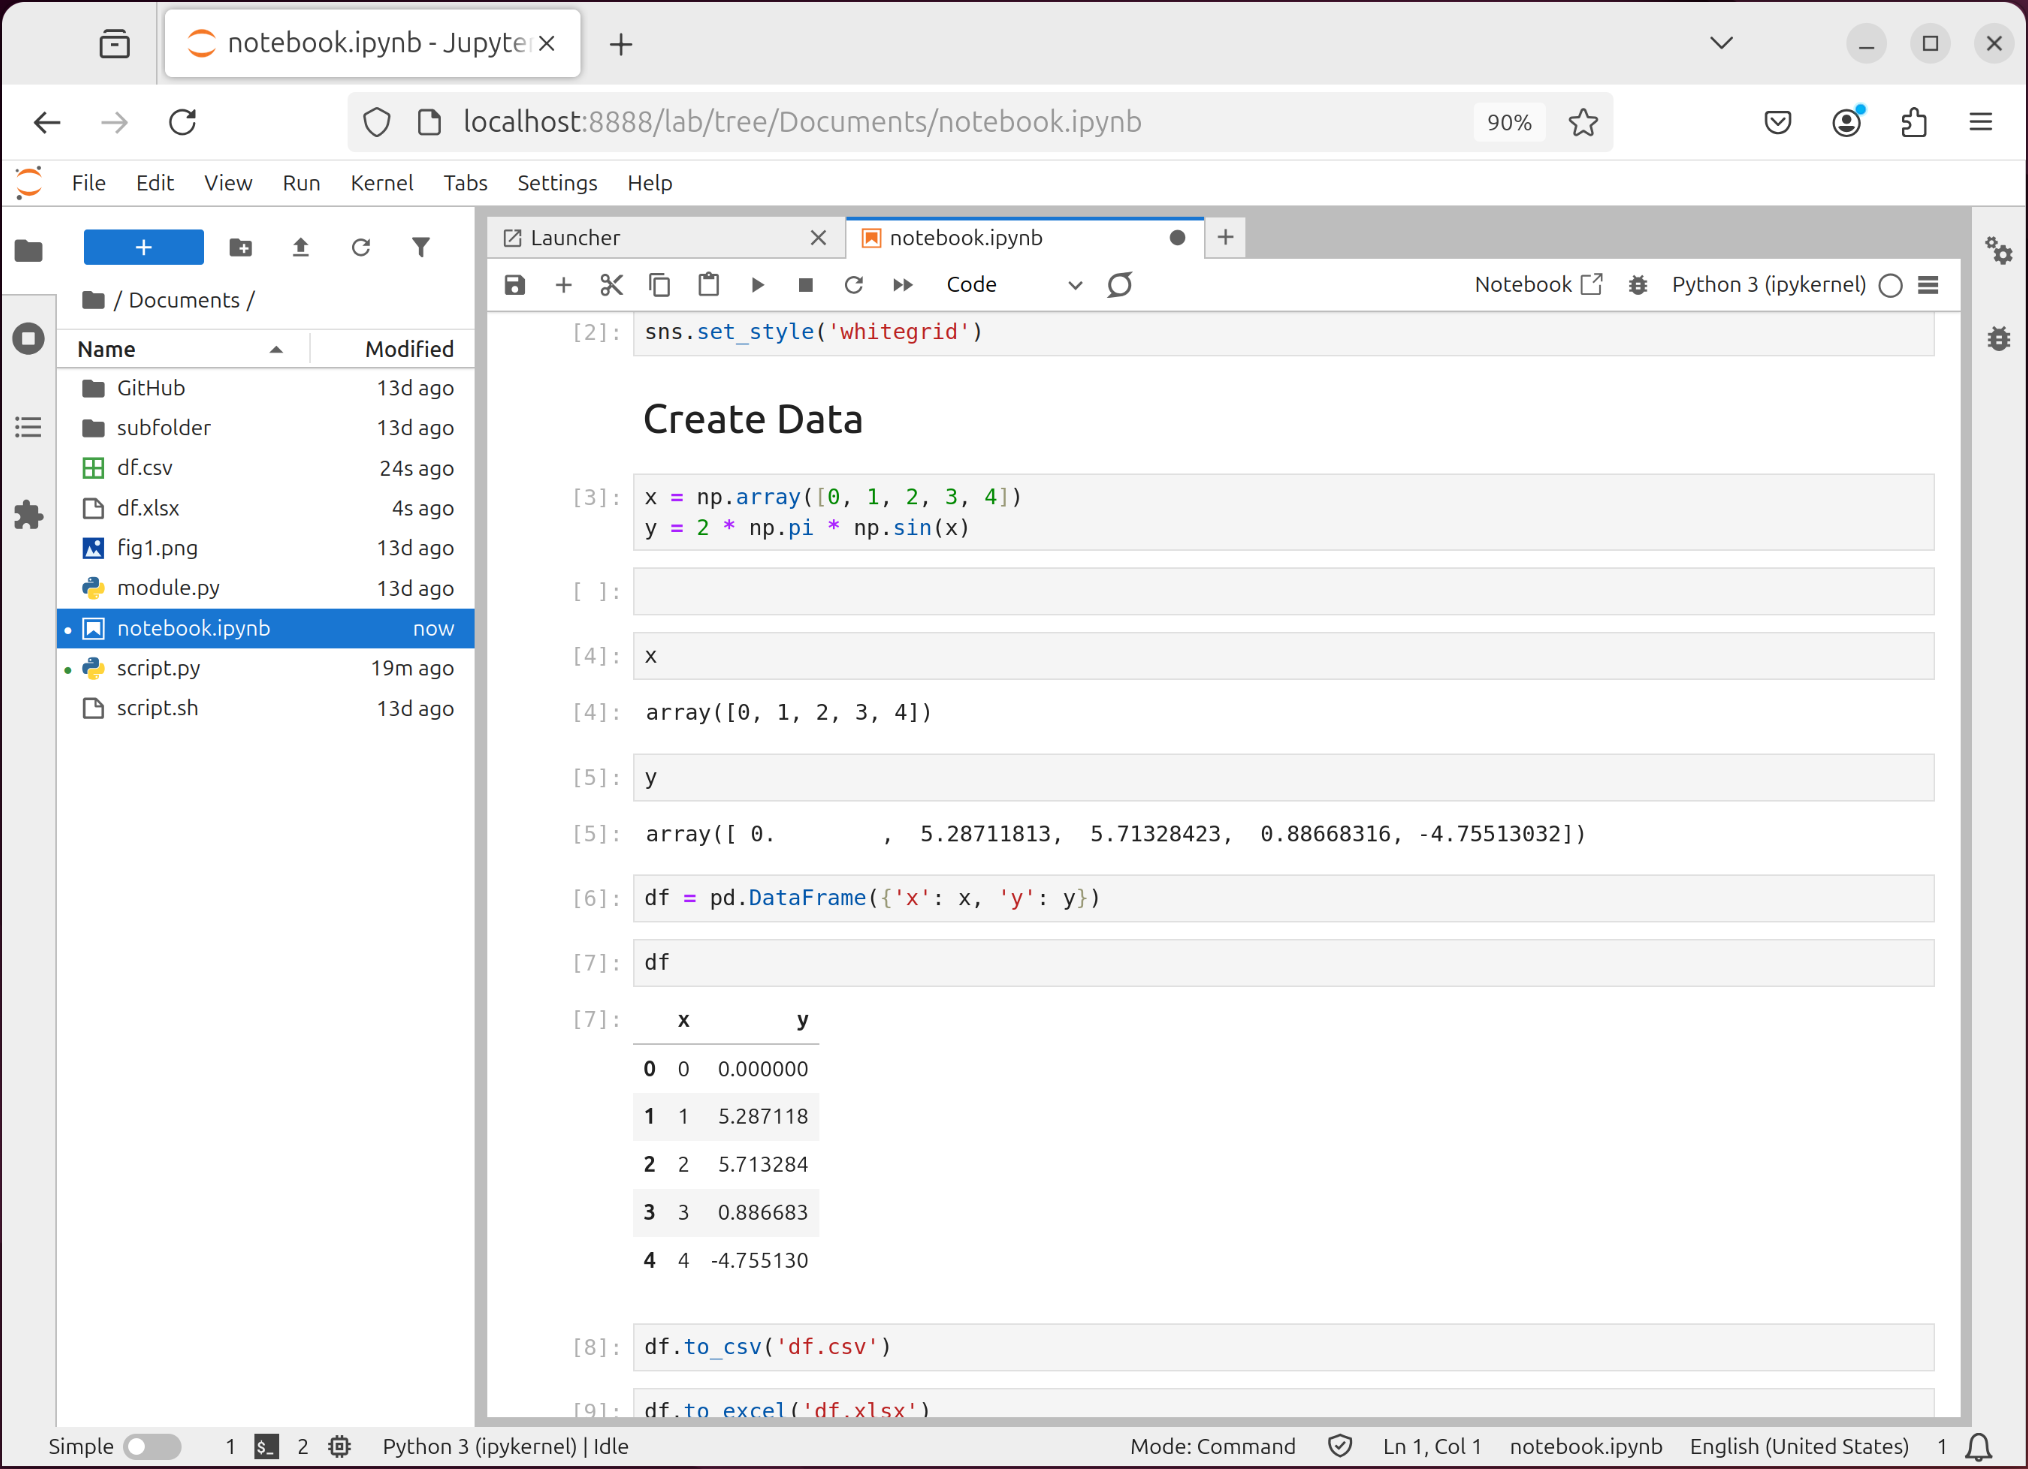 notebook.ipynb - Jupyter
localhost:8888/lab/tree/Documents/notebook.ipynb
90%
File Edit View Run Kernel Tabs Settings Help
/ Documents /
Name Modified
GitHub 13d ago
subfolder 13d ago
df.csv 24s ago
df.xlsx 4s ago
fig1.png 13d ago
module.py 13d ago
notebook.ipynb now
script.py 19m ago
script.sh 13d ago
Launcher notebook.ipynb
Code Notebook Python 3 (ipykernel)
[2]: sns.set_style('whitegrid')
Create Data
[3]: x = np.array([0, 1, 2, 3, 4])
y = 2 * np.pi * np.sin(x)
[ ]:
[4]: x
[4]: array([0, 1, 2, 3, 4])
[5]: y
[5]: array([ 0.        ,  5.28711813,  5.71328423,  0.88668316, -4.75513032])
[6]: df = pd.DataFrame({'x': x, 'y': y})
[7]: df
[7]: x y
0 0 0.000000
1 1 5.287118
2 2 5.713284
3 3 0.886683
4 4 -4.755130
[8]: df.to_csv('df.csv')
[9]: df.to_excel('df.xlsx')
Simple 1 $_ 2 Python 3 (ipykernel) | Idle Mode: Command Ln 1, Col 1 notebook.ipynb English (United States) 1